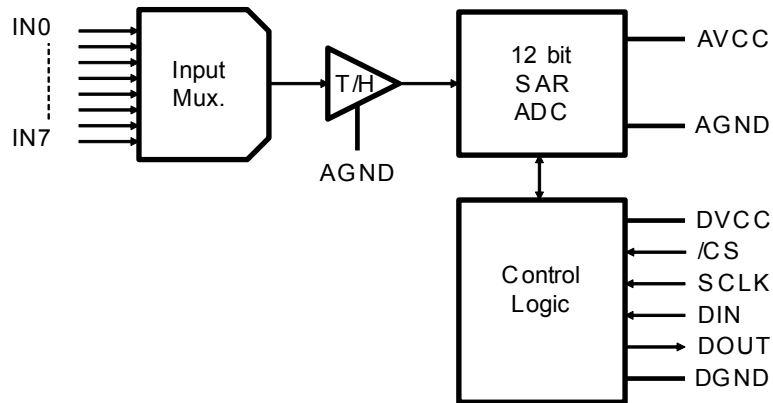 IN0
IN7
Input
Mux.
T/H
AGND
12 bit
SAR
ADC
AVCC
AGND
Control
Logic
DVCC
/CS
SCLK
DIN
DOUT
DGND